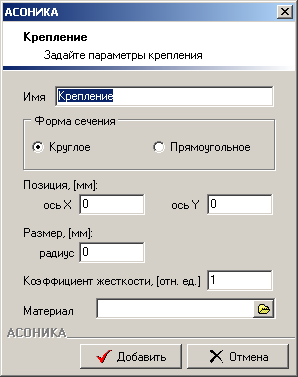 АСОНИКА
Крепление
Задайте параметры крепления
Имя Крепление
Форма сечения
Круглое Прямоугольное
Позиция, [мм]:
ось X 0 ось Y 0
Размер, [мм]:
радиус 0
Коэффициент жесткости, [отн. ед.] 1
Материал
АСОНИКА
Добавить Отмена